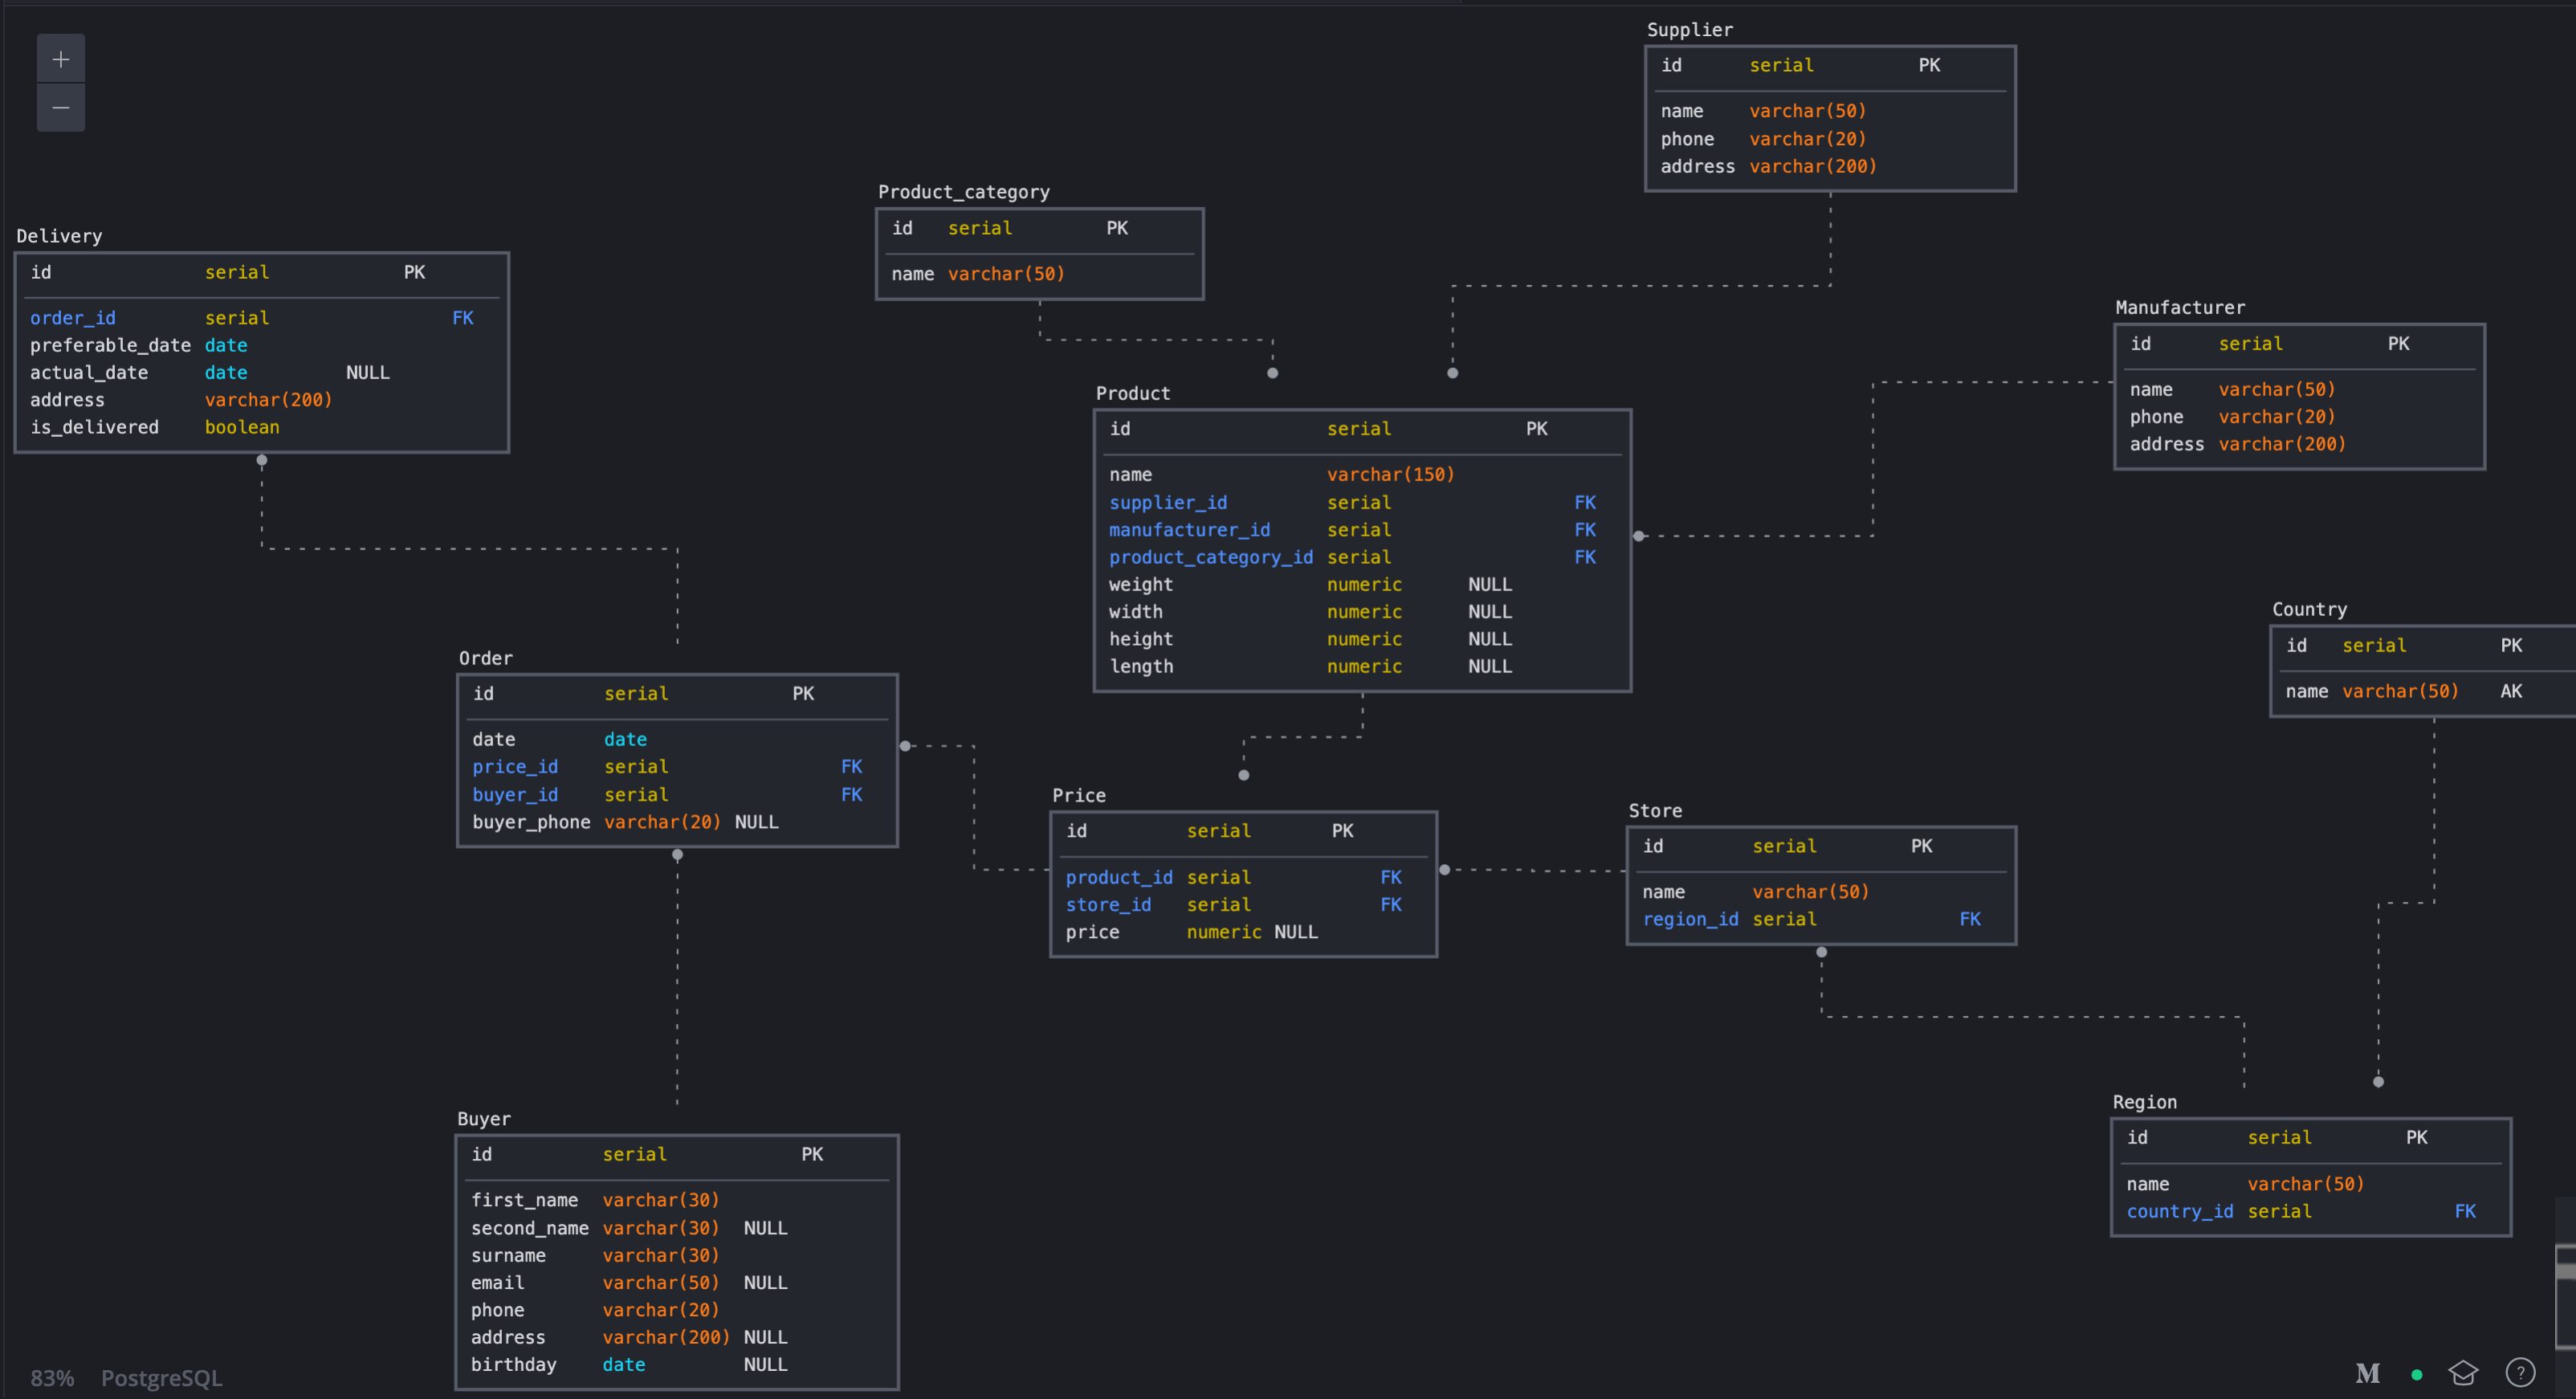 Supplier
id serial PK
name varchar(50)
phone varchar(20)
address varchar(200)
Product_category
id serial PK
name varchar(50)
Delivery
id serial PK
order_id serial FK
preferable_date date
actual_date date NULL
address varchar(200)
is_delivered boolean
Manufacturer
id serial PK
name varchar(50)
phone varchar(20)
address varchar(200)
Product
id serial PK
name varchar(150)
supplier_id serial FK
manufacturer_id serial FK
product_category_id serial FK
weight numeric NULL
width numeric NULL
height numeric NULL
length numeric NULL
Country
id serial PK
name varchar(50) AK
Order
id serial PK
date date
price_id serial FK
buyer_id serial FK
buyer_phone varchar(20) NULL
Price
id serial PK
product_id serial FK
store_id serial FK
price numeric NULL
Store
id serial PK
name varchar(50)
region_id serial FK
Region
id serial PK
name varchar(50)
country_id serial FK
Buyer
id serial PK
first_name varchar(30)
second_name varchar(30) NULL
surname varchar(30)
email varchar(50) NULL
phone varchar(20)
address varchar(200) NULL
birthday date NULL
83% PostgreSQL
M ?